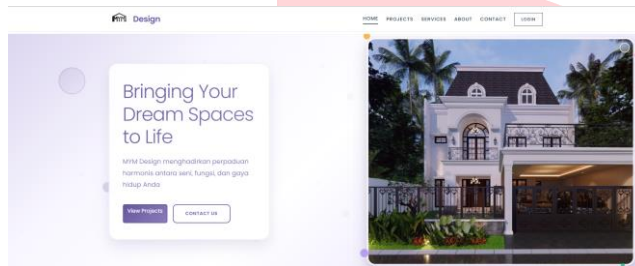 MYM Design
HOME PROJECTS SERVICES ABOUT CONTACT LOGIN
Bringing Your
Dream Spaces
to Life
MYM Design menghadirkan perpaduan
harmonis antara seni, fungsi, dan gaya
hidup Anda.
View Projects CONTACT US